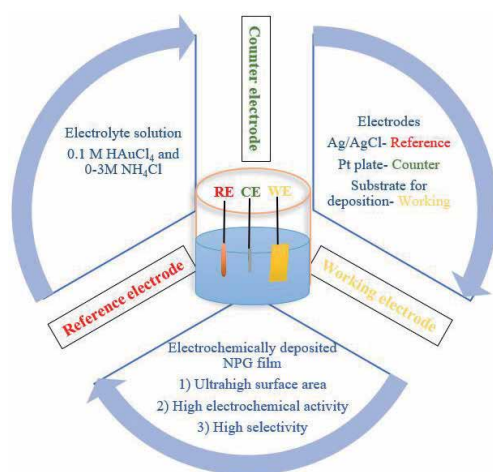 Counter electrode
Electrolyte solution
0.1 M HAuCl₄ and
0-3M NH₄Cl
Electrodes
Ag/AgCl- Reference
Pt plate- Counter
Substrate for
deposition- Working
RE CE WE
Reference electrode
Working electrode
Electrochemically deposited
NPG film
1) Ultrahigh surface area
2) High electrochemical activity
3) High selectivity